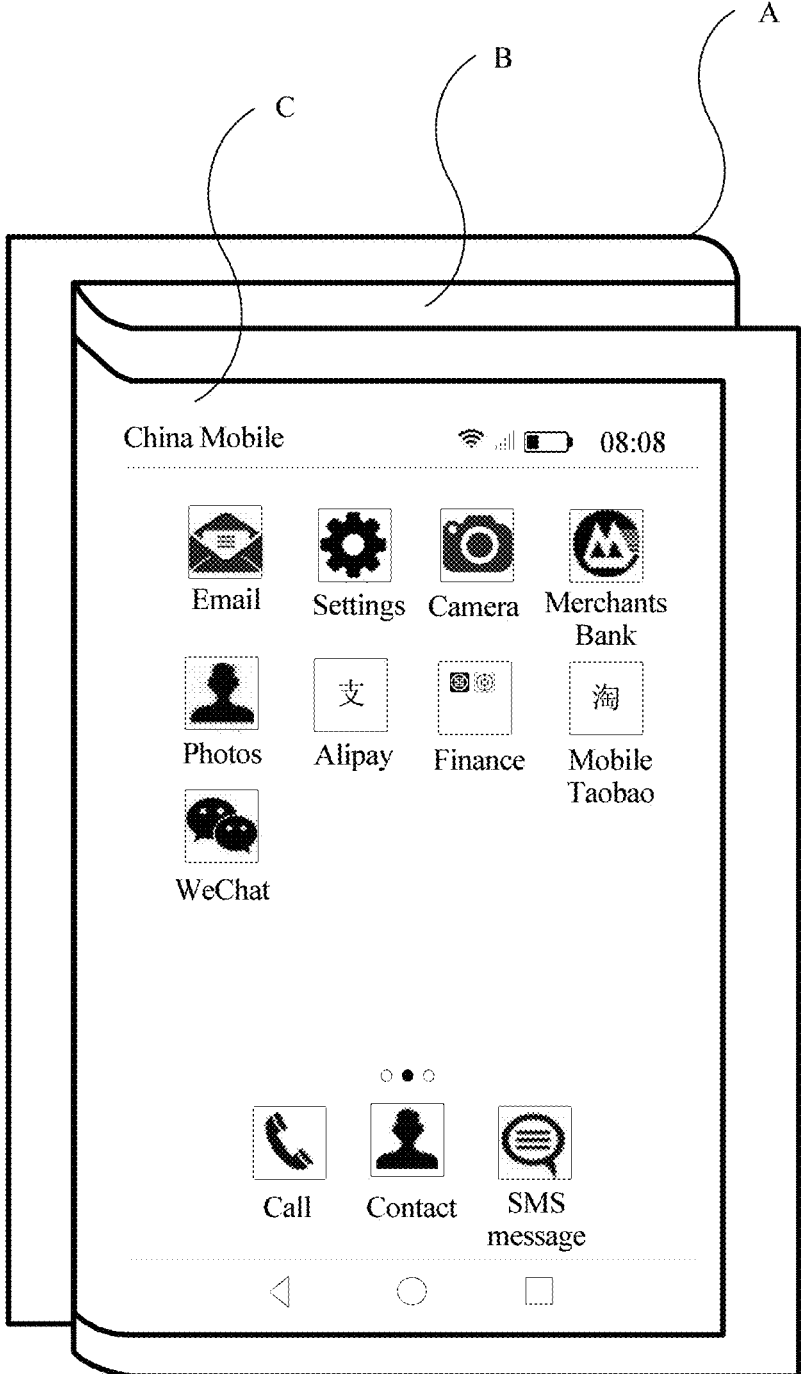 A
B
C
China Mobile 08:08
Email Settings Camera Merchants
Bank
支 淘
Photos Alipay Finance Mobile
Taobao
WeChat
Call Contact SMS
message